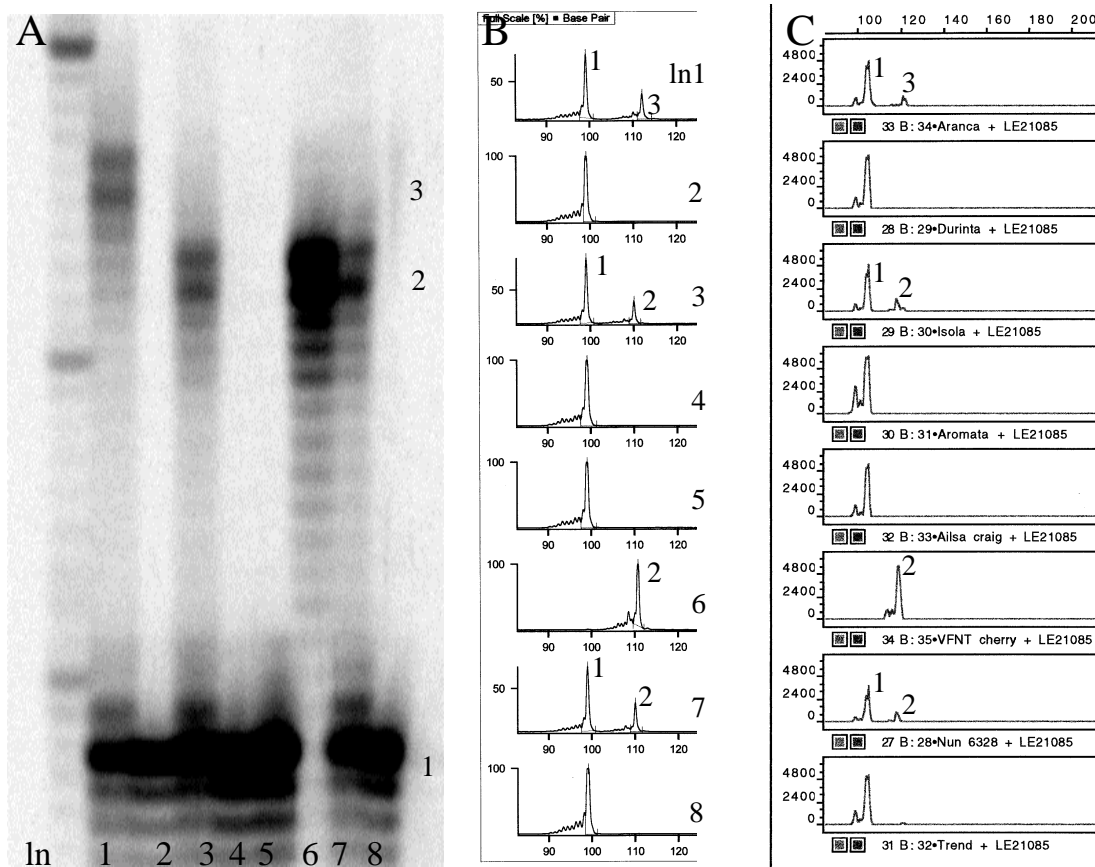 A
3
2
1
ln 1 2 3 4 5 6 7 8
B
Full Scale [%] ■ Base Pair
50
1
3
ln1
90 100 110 120
100
2
90 100 110 120
50
1
2
3
90 100 110 120
100
4
90 100 110 120
100
5
90 100 110 120
100
2
6
90 100 110 120
50
1
2
7
90 100 110 120
100
8
90 100 110 120
C
100 120 140 160 180 200
4800
2400
0
1
3
33 B: 34•Aranca + LE21085
4800
2400
0
28 B: 29•Durinta + LE21085
4800
2400
0
1
2
29 B: 30•Isola + LE21085
4800
2400
0
30 B: 31•Aromata + LE21085
4800
2400
0
32 B: 33•Ailsa craig + LE21085
4800
2400
0
2
34 B: 35•VFNT cherry + LE21085
4800
2400
0
1
2
27 B: 28•Nun 6328 + LE21085
4800
2400
0
31 B: 32•Trend + LE21085